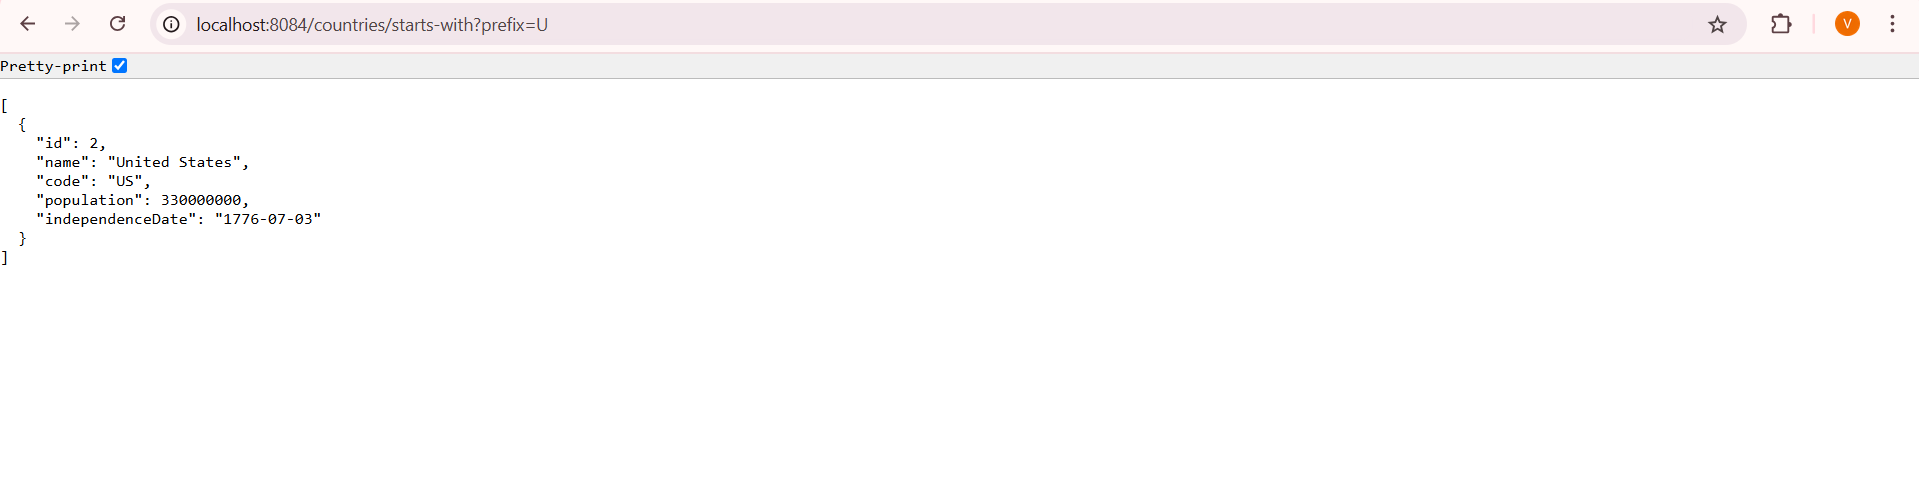 localhost:8084/countries/starts-with?prefix=U
V
Pretty-print
[
  {
    "id": 2,
    "name": "United States",
    "code": "US",
    "population": 330000000,
    "independenceDate": "1776-07-03"
  }
]